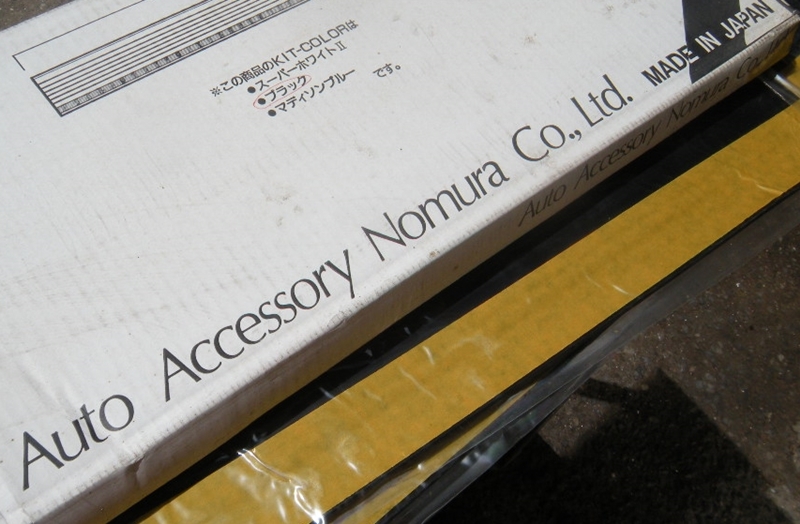 ※この商品のKIT-COLORは
●スーパーホワイトII
●ブラック
●マディソンブルー です。
MADE IN JAPAN
Auto Accessory Nomura Co., Ltd.
Auto Accessory Nomura Co., Ltd.